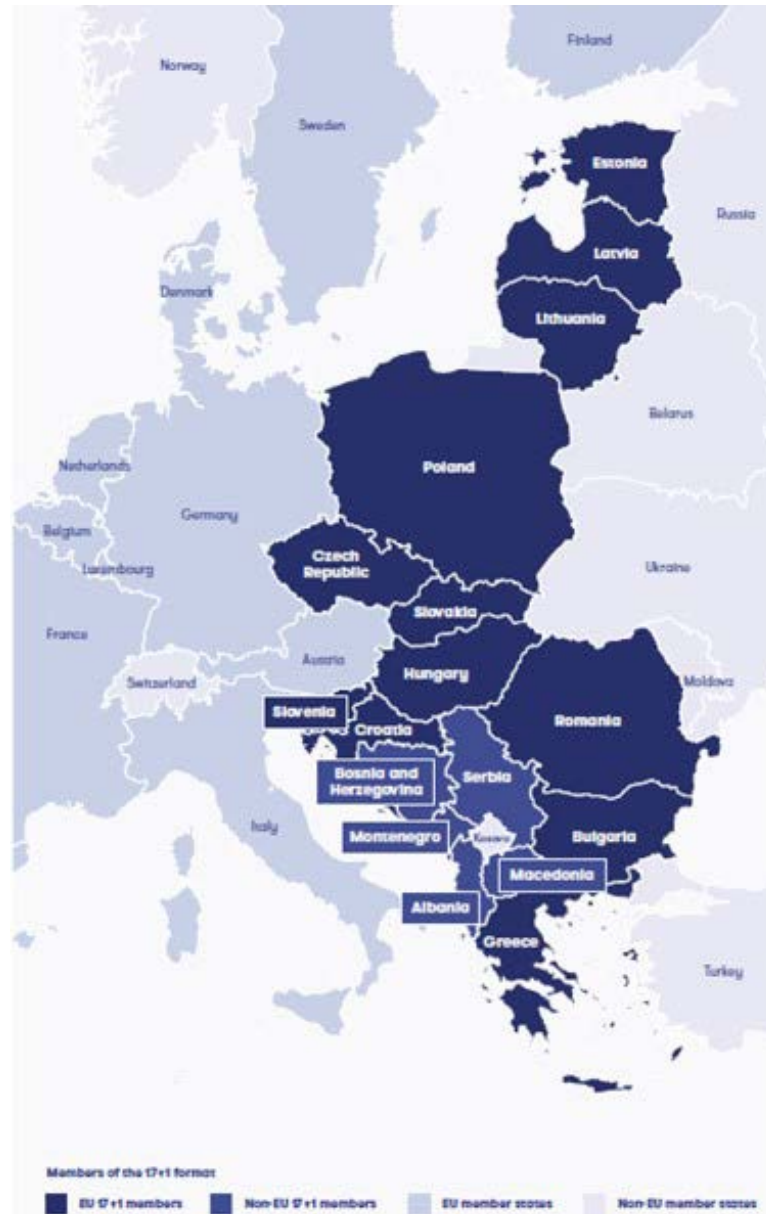 Finland
Norway
Sweden
Estonia
Russia
Latvia
Denmark
Lithuania
Belarus
Netherlands
Poland
Germany
Belgium
Czech
Republic
Luxembourg
Ukraine
Slovakia
France
Austria
Hungary
Switzerland
Moldova
Slovenia
Romania
Croatia
Bosnia and
Herzegovina
Serbia
Italy
Montenegro
Kosovo
Bulgaria
Macedonia
Albania
Greece
Turkey
Members of the 17+1 format
EU 17+1 members
Non-EU 17+1 members
EU member states
Non-EU member states